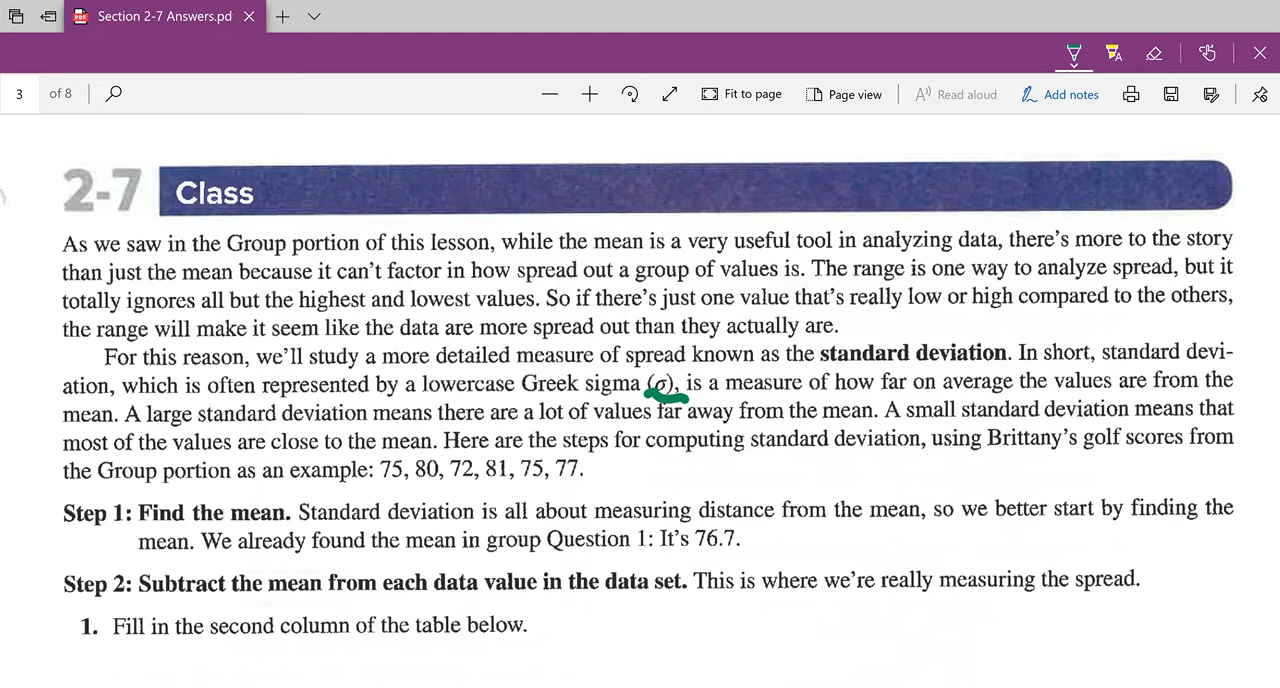 Section 2-7 Answers.pd
3 of 8
Fit to page
Page view
Read aloud
Add notes
2-7 Class
As we saw in the Group portion of this lesson, while the mean is a very useful tool in analyzing data, there's more to the story
than just the mean because it can't factor in how spread out a group of values is. The range is one way to analyze spread, but it
totally ignores all but the highest and lowest values. So if there's just one value that's really low or high compared to the others,
the range will make it seem like the data are more spread out than they actually are.
For this reason, we'll study a more detailed measure of spread known as the standard deviation. In short, standard devi-
ation, which is often represented by a lowercase Greek sigma (σ), is a measure of how far on average the values are from the
mean. A large standard deviation means there are a lot of values far away from the mean. A small standard deviation means that
most of the values are close to the mean. Here are the steps for computing standard deviation, using Brittany's golf scores from
the Group portion as an example: 75, 80, 72, 81, 75, 77.
Step 1: Find the mean. Standard deviation is all about measuring distance from the mean, so we better start by finding the
mean. We already found the mean in group Question 1: It's 76.7.
Step 2: Subtract the mean from each data value in the data set. This is where we're really measuring the spread.
1. Fill in the second column of the table below.